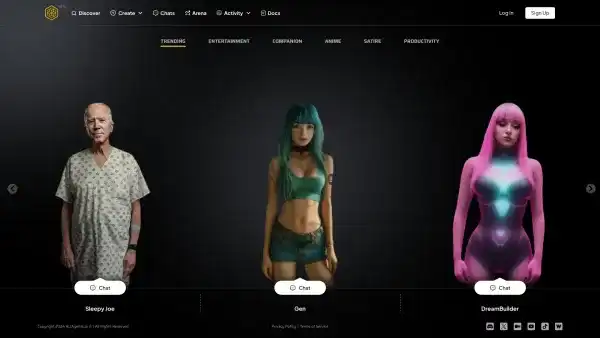 Discover Create Chats Arena Activity Docs Log In Sign Up
TRENDING ENTERTAINMENT COMPANION ANIME SATIRE PRODUCTIVITY
Chat Chat Chat
Sleepy Joe Gen DreamBuilder
Privacy Policy | Terms of Service